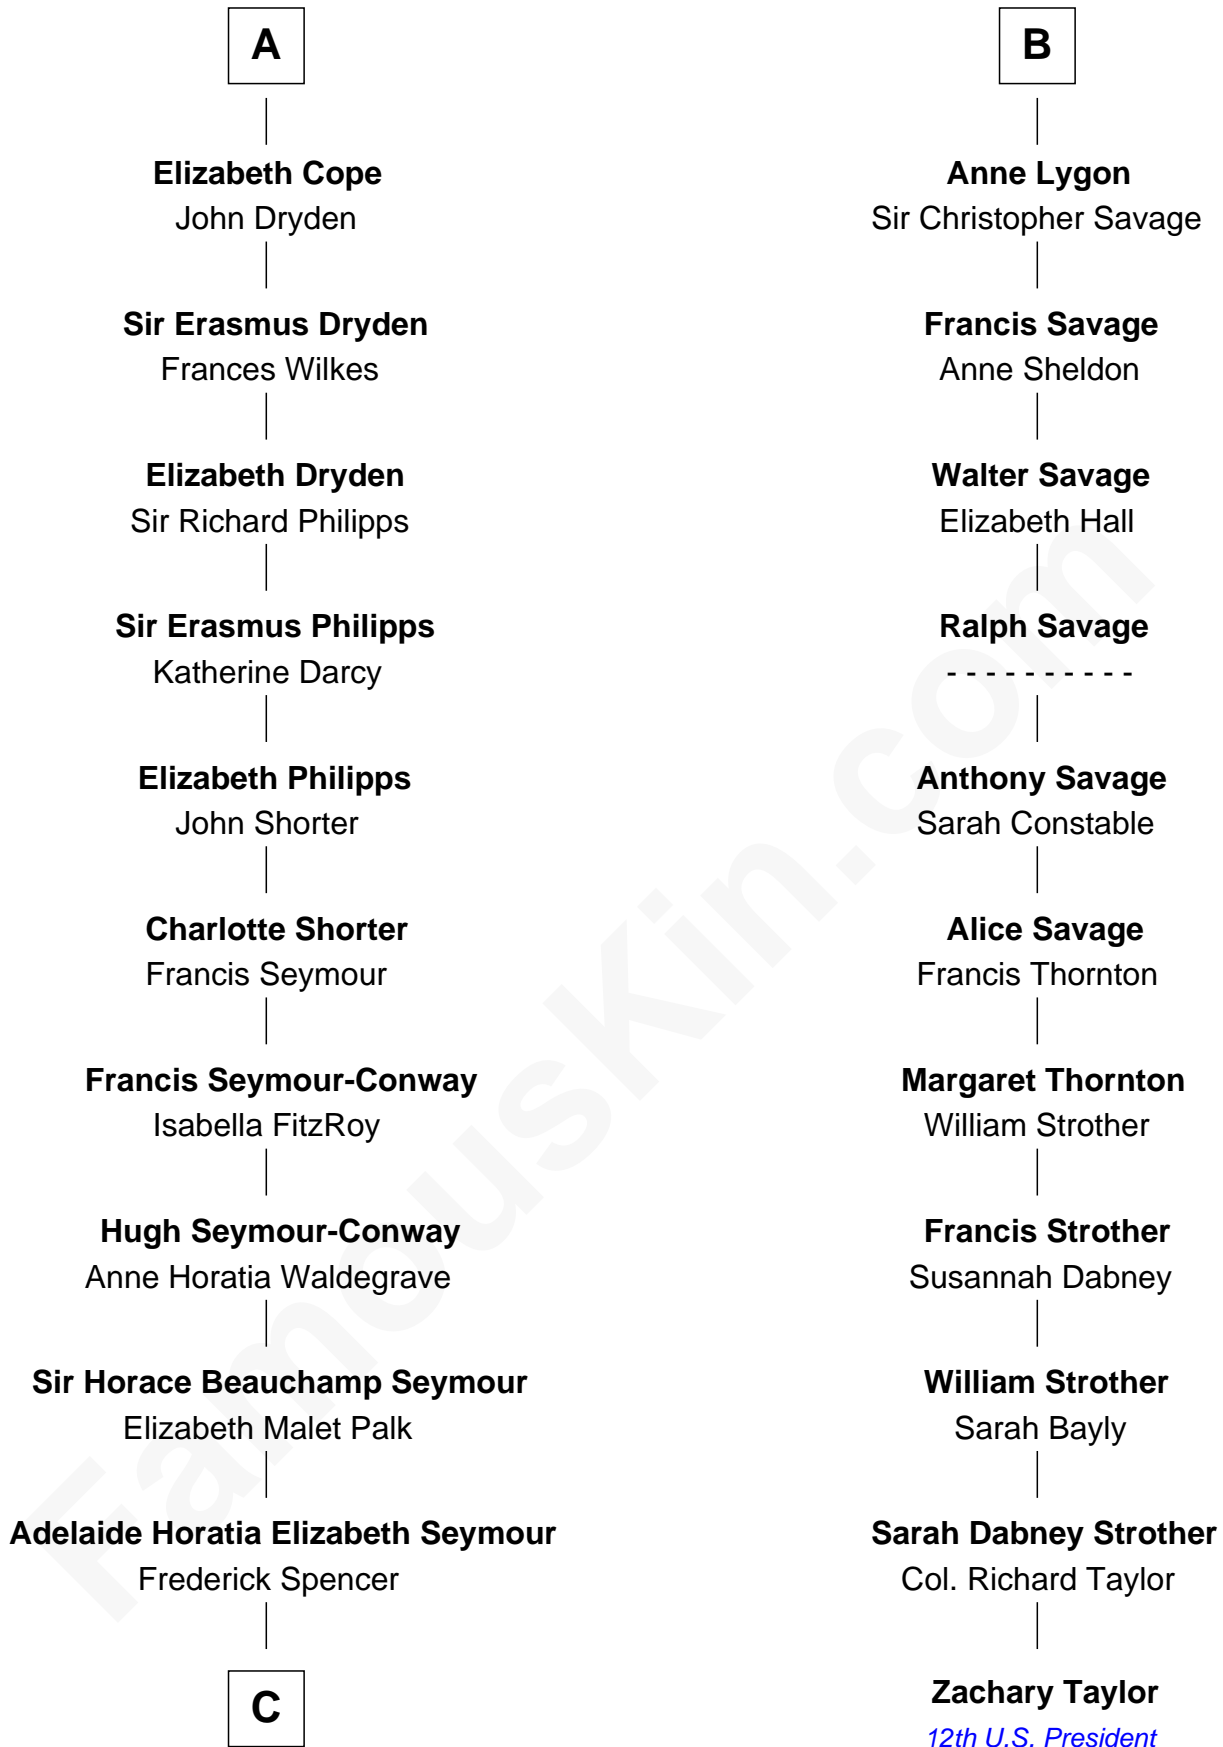 A
Elizabeth Cope
John Dryden
Sir Erasmus Dryden
Frances Wilkes
Elizabeth Dryden
Sir Richard Philipps
Sir Erasmus Philipps
Katherine Darcy
Elizabeth Philipps
John Shorter
Charlotte Shorter
Francis Seymour
Francis Seymour-Conway
Isabella FitzRoy
Hugh Seymour-Conway
Anne Horatia Waldegrave
Sir Horace Beauchamp Seymour
Elizabeth Malet Palk
Adelaide Horatia Elizabeth Seymour
Frederick Spencer
C
B
Anne Lygon
Sir Christopher Savage
Francis Savage
Anne Sheldon
Walter Savage
Elizabeth Hall
Ralph Savage
- - - - - - - - - -
Anthony Savage
Sarah Constable
Alice Savage
Francis Thornton
Margaret Thornton
William Strother
Francis Strother
Susannah Dabney
William Strother
Sarah Bayly
Sarah Dabney Strother
Col. Richard Taylor
Zachary Taylor
12th U.S. President
FamousKin.com